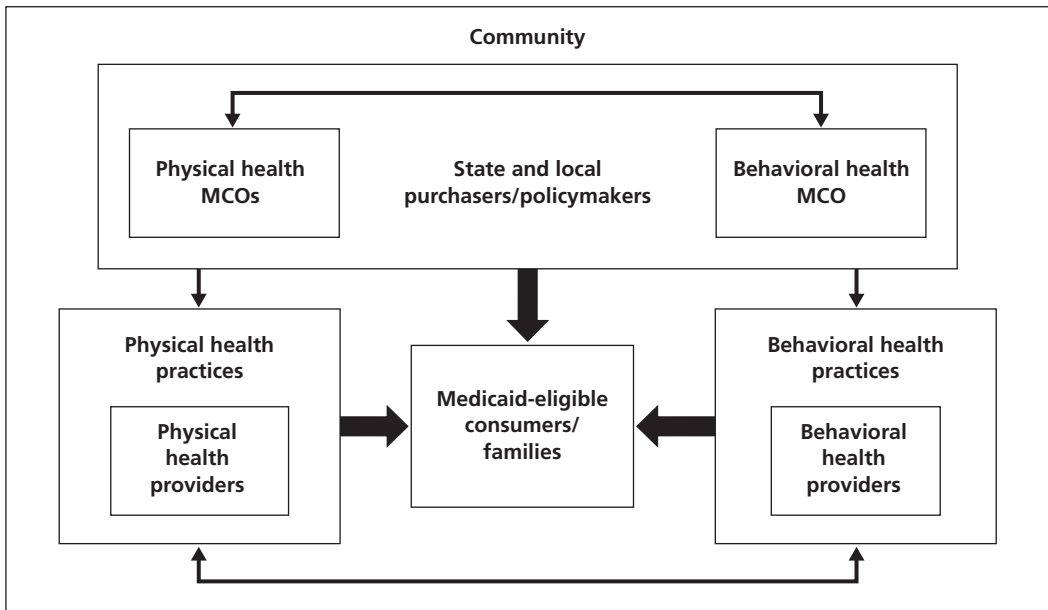 Community
Physical health
MCOs
State and local
purchasers/policymakers
Behavioral health
MCO
Physical health
practices
Physical
health
providers
Medicaid-eligible
consumers/
families
Behavioral health
practices
Behavioral
health
providers